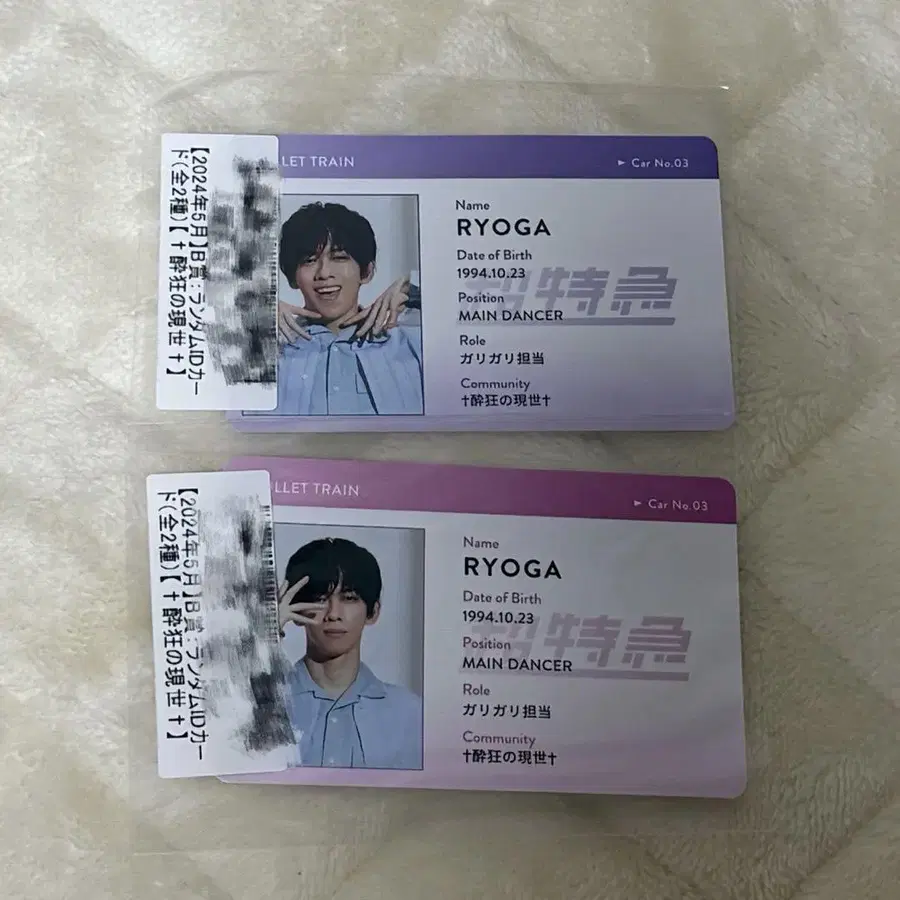 【2024年5月】B賞:ランダムIDカー
ド(全2種)【†酔狂の現世†】
LLET TRAIN
► Car No.03
Name
RYOGA
Date of Birth
1994.10.23
超特急
Position
MAIN DANCER
Role
ガリガリ担当
Community
†酔狂の現世†
【2024年5月】B賞:ランダムIDカー
ド(全2種)【†酔狂の現世†】
LLET TRAIN
► Car No.03
Name
RYOGA
Date of Birth
1994.10.23
超特急
Position
MAIN DANCER
Role
ガリガリ担当
Community
†酔狂の現世†